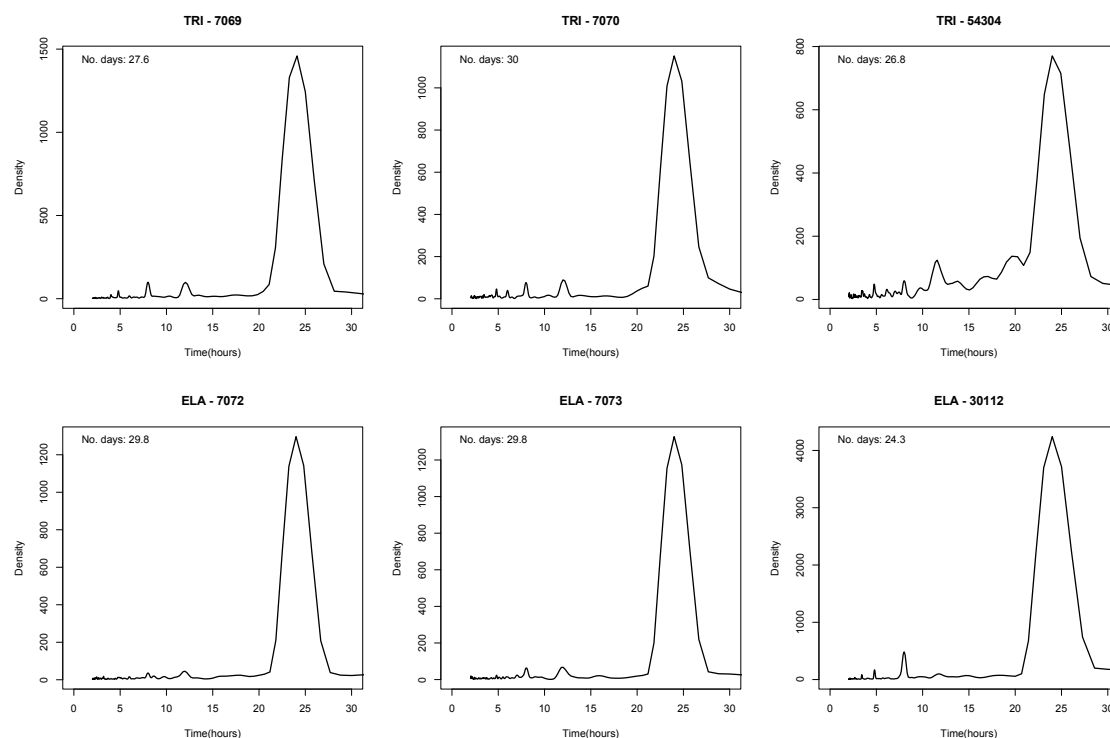 TRI - 7069
TRI - 7070
TRI - 54304
No. days: 27.6
No. days: 30
No. days: 26.8
Density
0
500
1000
1500
Density
0
200
400
600
800
1000
Density
0
200
400
600
800
0 5 10 15 20 25 30
0 5 10 15 20 25 30
0 5 10 15 20 25 30
Time(hours)
Time(hours)
Time(hours)
ELA - 7072
ELA - 7073
ELA - 30112
No. days: 29.8
No. days: 29.8
No. days: 24.3
Density
0
200
400
600
800
1000
1200
Density
0
200
400
600
800
1000
1200
Density
0
1000
2000
3000
4000
0 5 10 15 20 25 30
0 5 10 15 20 25 30
0 5 10 15 20 25 30
Time(hours)
Time(hours)
Time(hours)